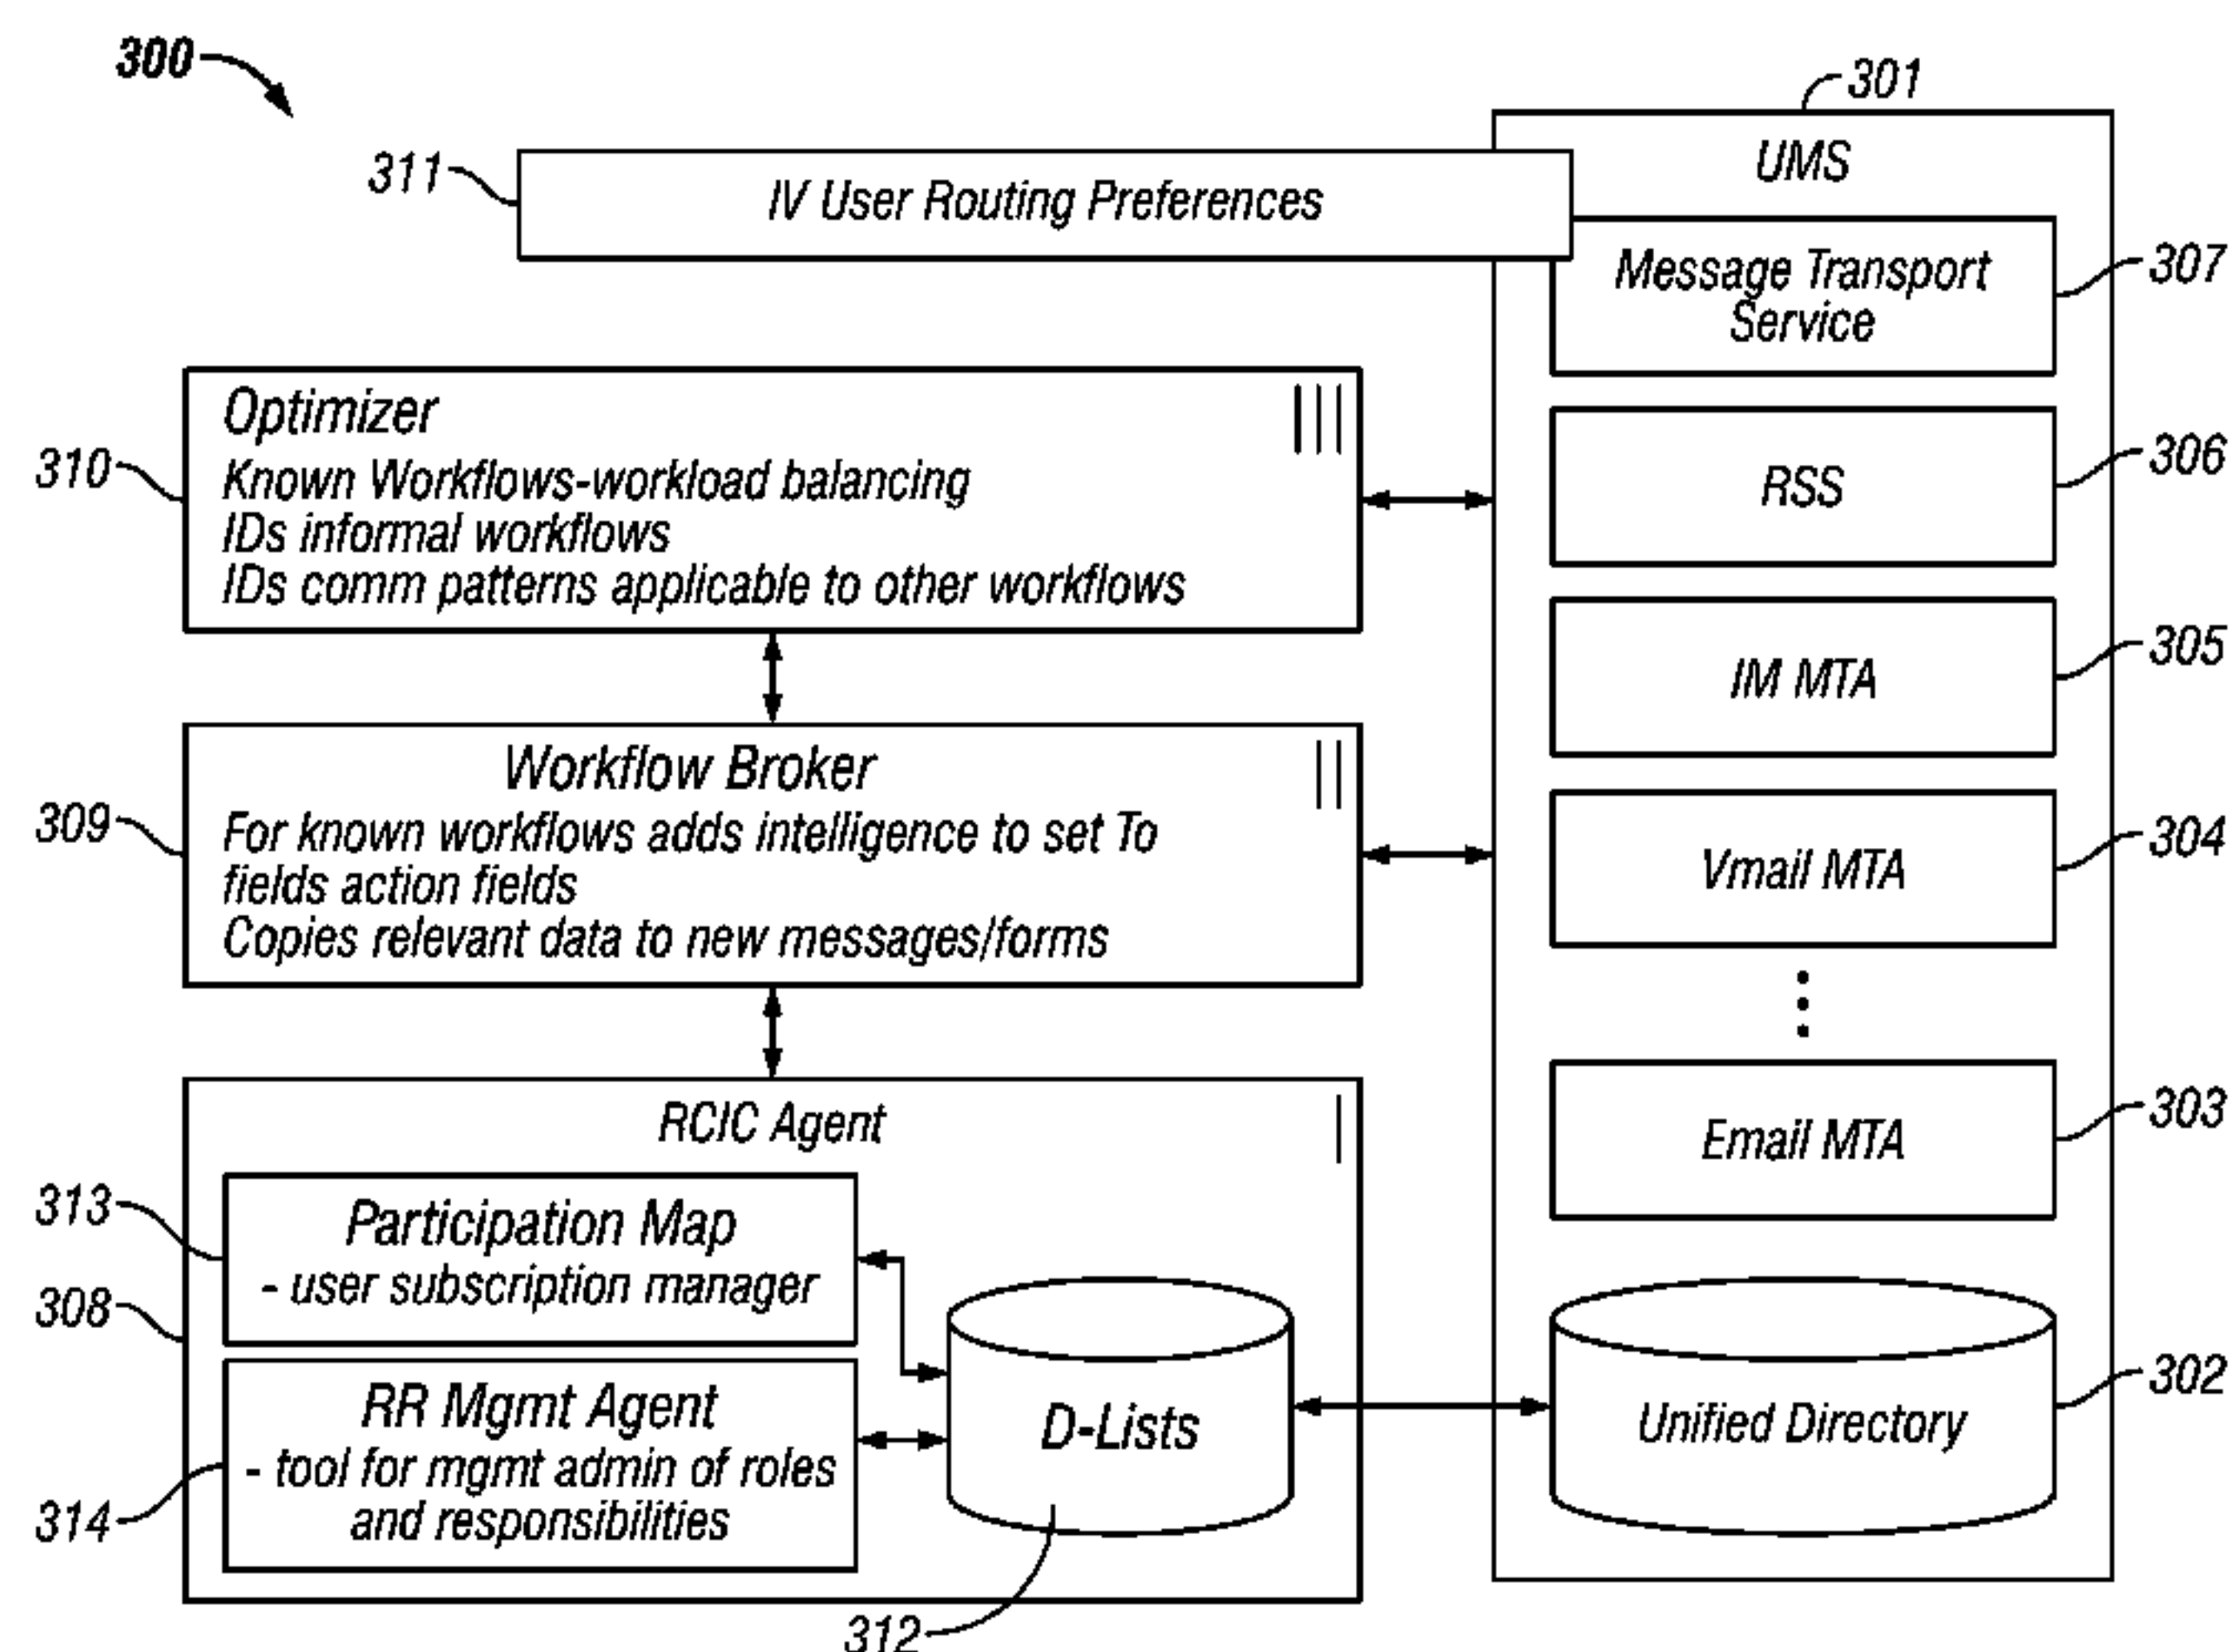 300
301
UMS
311
IV User Routing Preferences
Message Transport
Service
307
Optimizer
|||
Known Workflows-workload balancing
IDs informal workflows
IDs comm patterns applicable to other workflows
310
RSS
306
IM MTA
305
Workflow Broker
||
For known workflows adds intelligence to set To
fields action fields
Copies relevant data to new messages/forms
309
Vmail MTA
304
Email MTA
303
RCIC Agent
|
313
Participation Map
- user subscription manager
308
RR Mgmt Agent
- tool for mgmt admin of roles
and responsibilities
314
D-Lists
312
Unified Directory
302